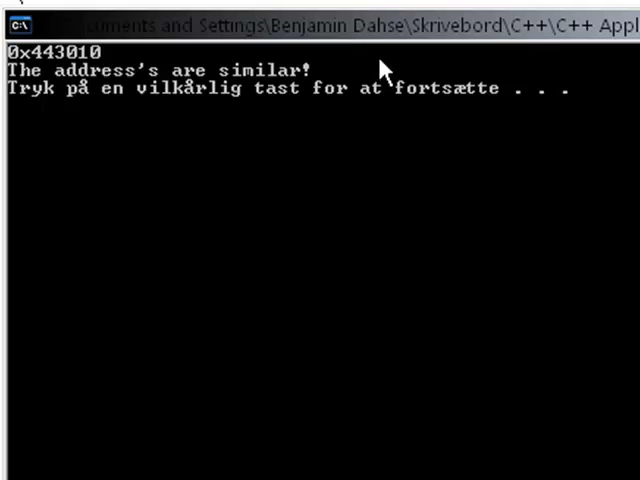 C:\ ocuments and Settings\Benjamin Dahse\Skrivebord\C++\C++ Appl
0x443010
The address's are similar!
Tryk på en vilkårlig tast for at fortsætte . . .